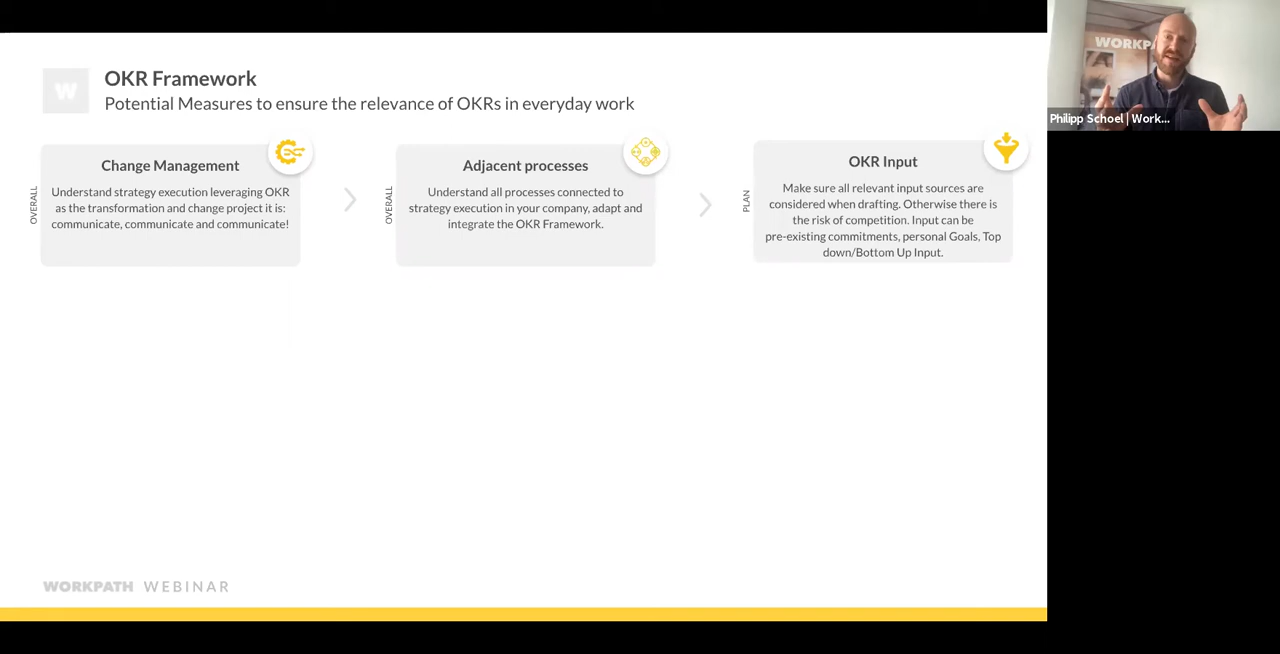 OKR Framework
Potential Measures to ensure the relevance of OKRs in everyday work
W
OVERALL
Change Management
Understand strategy execution leveraging OKR
as the transformation and change project it is:
communicate, communicate and communicate!
OVERALL
Adjacent processes
Understand all processes connected to
strategy execution in your company, adapt and
integrate the OKR Framework.
PLAN
OKR Input
Make sure all relevant input sources are
considered when drafting. Otherwise there is
the risk of competition. Input can be
pre-existing commitments, personal Goals, Top
down/Bottom Up Input.
WORKPATH WEBINAR
WORKP
Philipp Schoel | Work...